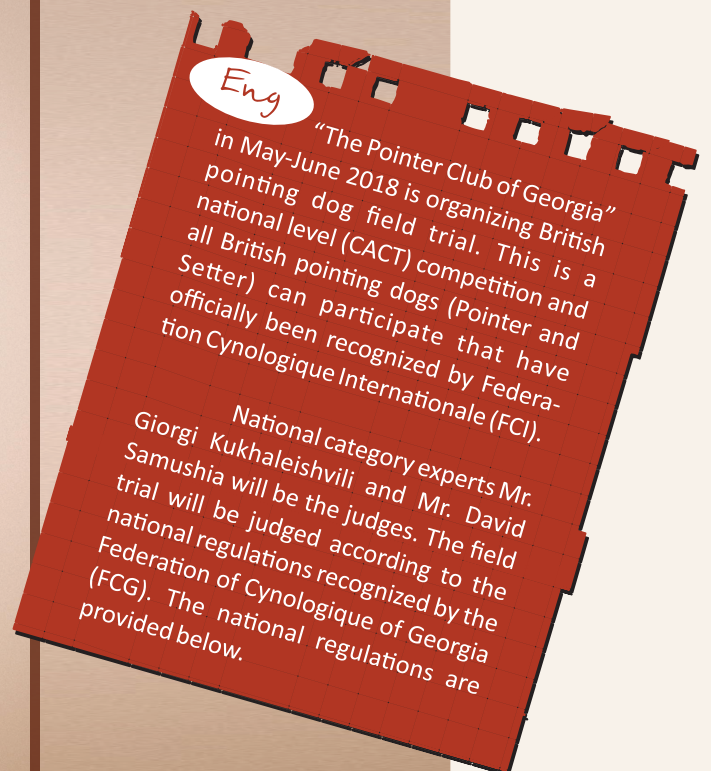 Eng
“The Pointer Club of Georgia”
in May-June 2018 is organizing British
pointing dog field trial. This is a
national level (CACT) competition and
all British pointing dogs (Pointer and
Setter) can participate that have
officially been recognized by Federa-
tion Cynologique Internationale (FCI).
National category experts Mr.
Giorgi Kukhaleishvili and Mr. David
Samushia will be the judges. The field
trial will be judged according to the
national regulations recognized by the
Federation of Cynologique of Georgia
(FCG). The national regulations are
provided below.